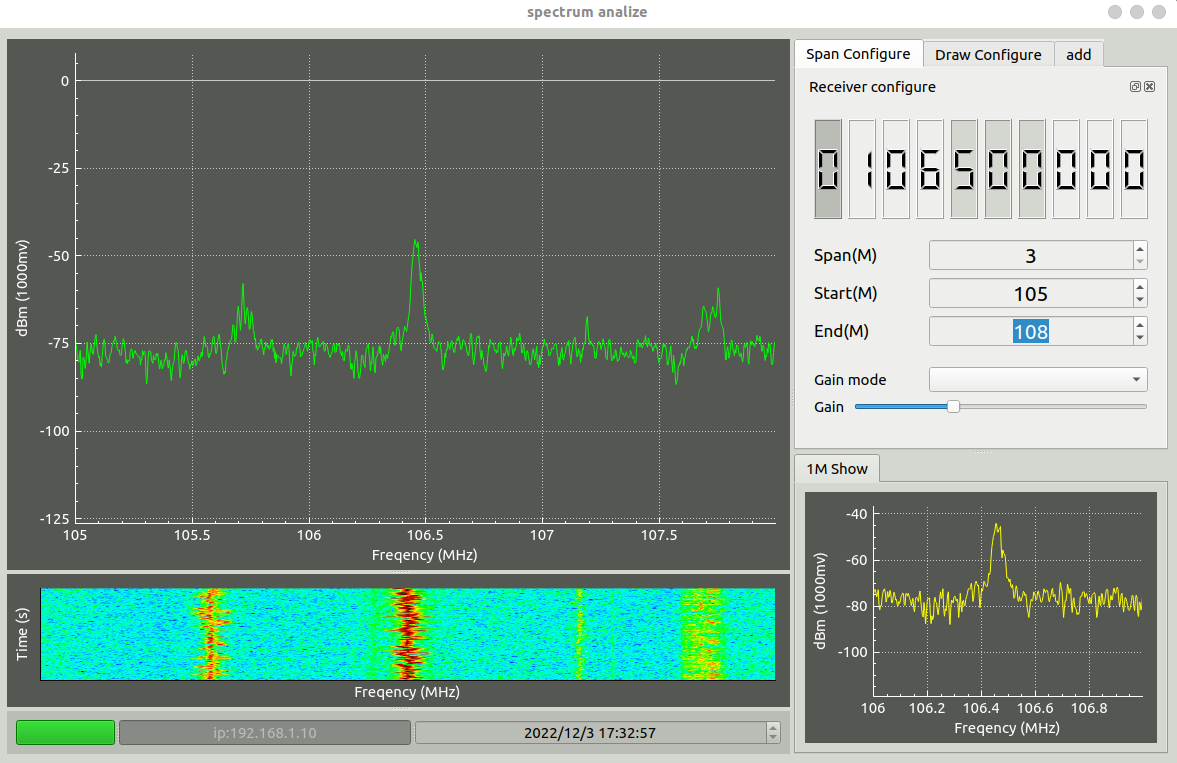 spectrum analize
0
-25
-50
-75
-100
-125
dBm (1000mv)
105 105.5 106 106.5 107 107.5
Freqency (MHz)
Time (s)
Freqency (MHz)
ip:192.168.1.10
2022/12/3 17:32:57
Span Configure Draw Configure add
Receiver configure
0106500000
Span(M) 3
Start(M) 105
End(M) 108
Gain mode
Gain
1M Show
-40
-60
-80
-100
dBm (1000mv)
106 106.2 106.4 106.6 106.8
Freqency (MHz)